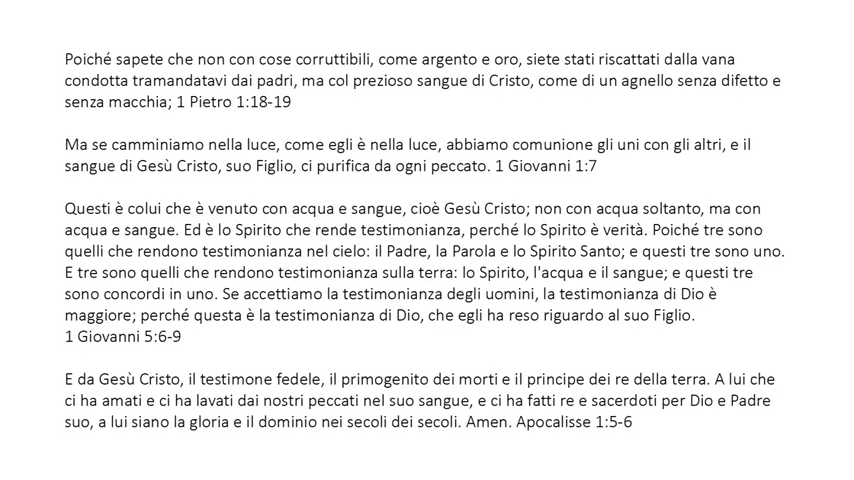 Poiché sapete che non con cose corruttibili, come argento e oro, siete stati riscattati dalla vana
condotta tramandatavi dai padri, ma col prezioso sangue di Cristo, come di un agnello senza difetto e
senza macchia; 1 Pietro 1:18-19
Ma se camminiamo nella luce, come egli è nella luce, abbiamo comunione gli uni con gli altri, e il
sangue di Gesù Cristo, suo Figlio, ci purifica da ogni peccato. 1 Giovanni 1:7
Questi è colui che è venuto con acqua e sangue, cioè Gesù Cristo; non con acqua soltanto, ma con
acqua e sangue. Ed è lo Spirito che rende testimonianza, perché lo Spirito è verità. Poiché tre sono
quelli che rendono testimonianza nel cielo: il Padre, la Parola e lo Spirito Santo; e questi tre sono uno.
E tre sono quelli che rendono testimonianza sulla terra: lo Spirito, l'acqua e il sangue; e questi tre
sono concordi in uno. Se accettiamo la testimonianza degli uomini, la testimonianza di Dio è
maggiore; perché questa è la testimonianza di Dio, che egli ha reso riguardo al suo Figlio.
1 Giovanni 5:6-9
E da Gesù Cristo, il testimone fedele, il primogenito dei morti e il principe dei re della terra. A lui che
ci ha amati e ci ha lavati dai nostri peccati nel suo sangue, e ci ha fatti re e sacerdoti per Dio e Padre
suo, a lui siano la gloria e il dominio nei secoli dei secoli. Amen. Apocalisse 1:5-6